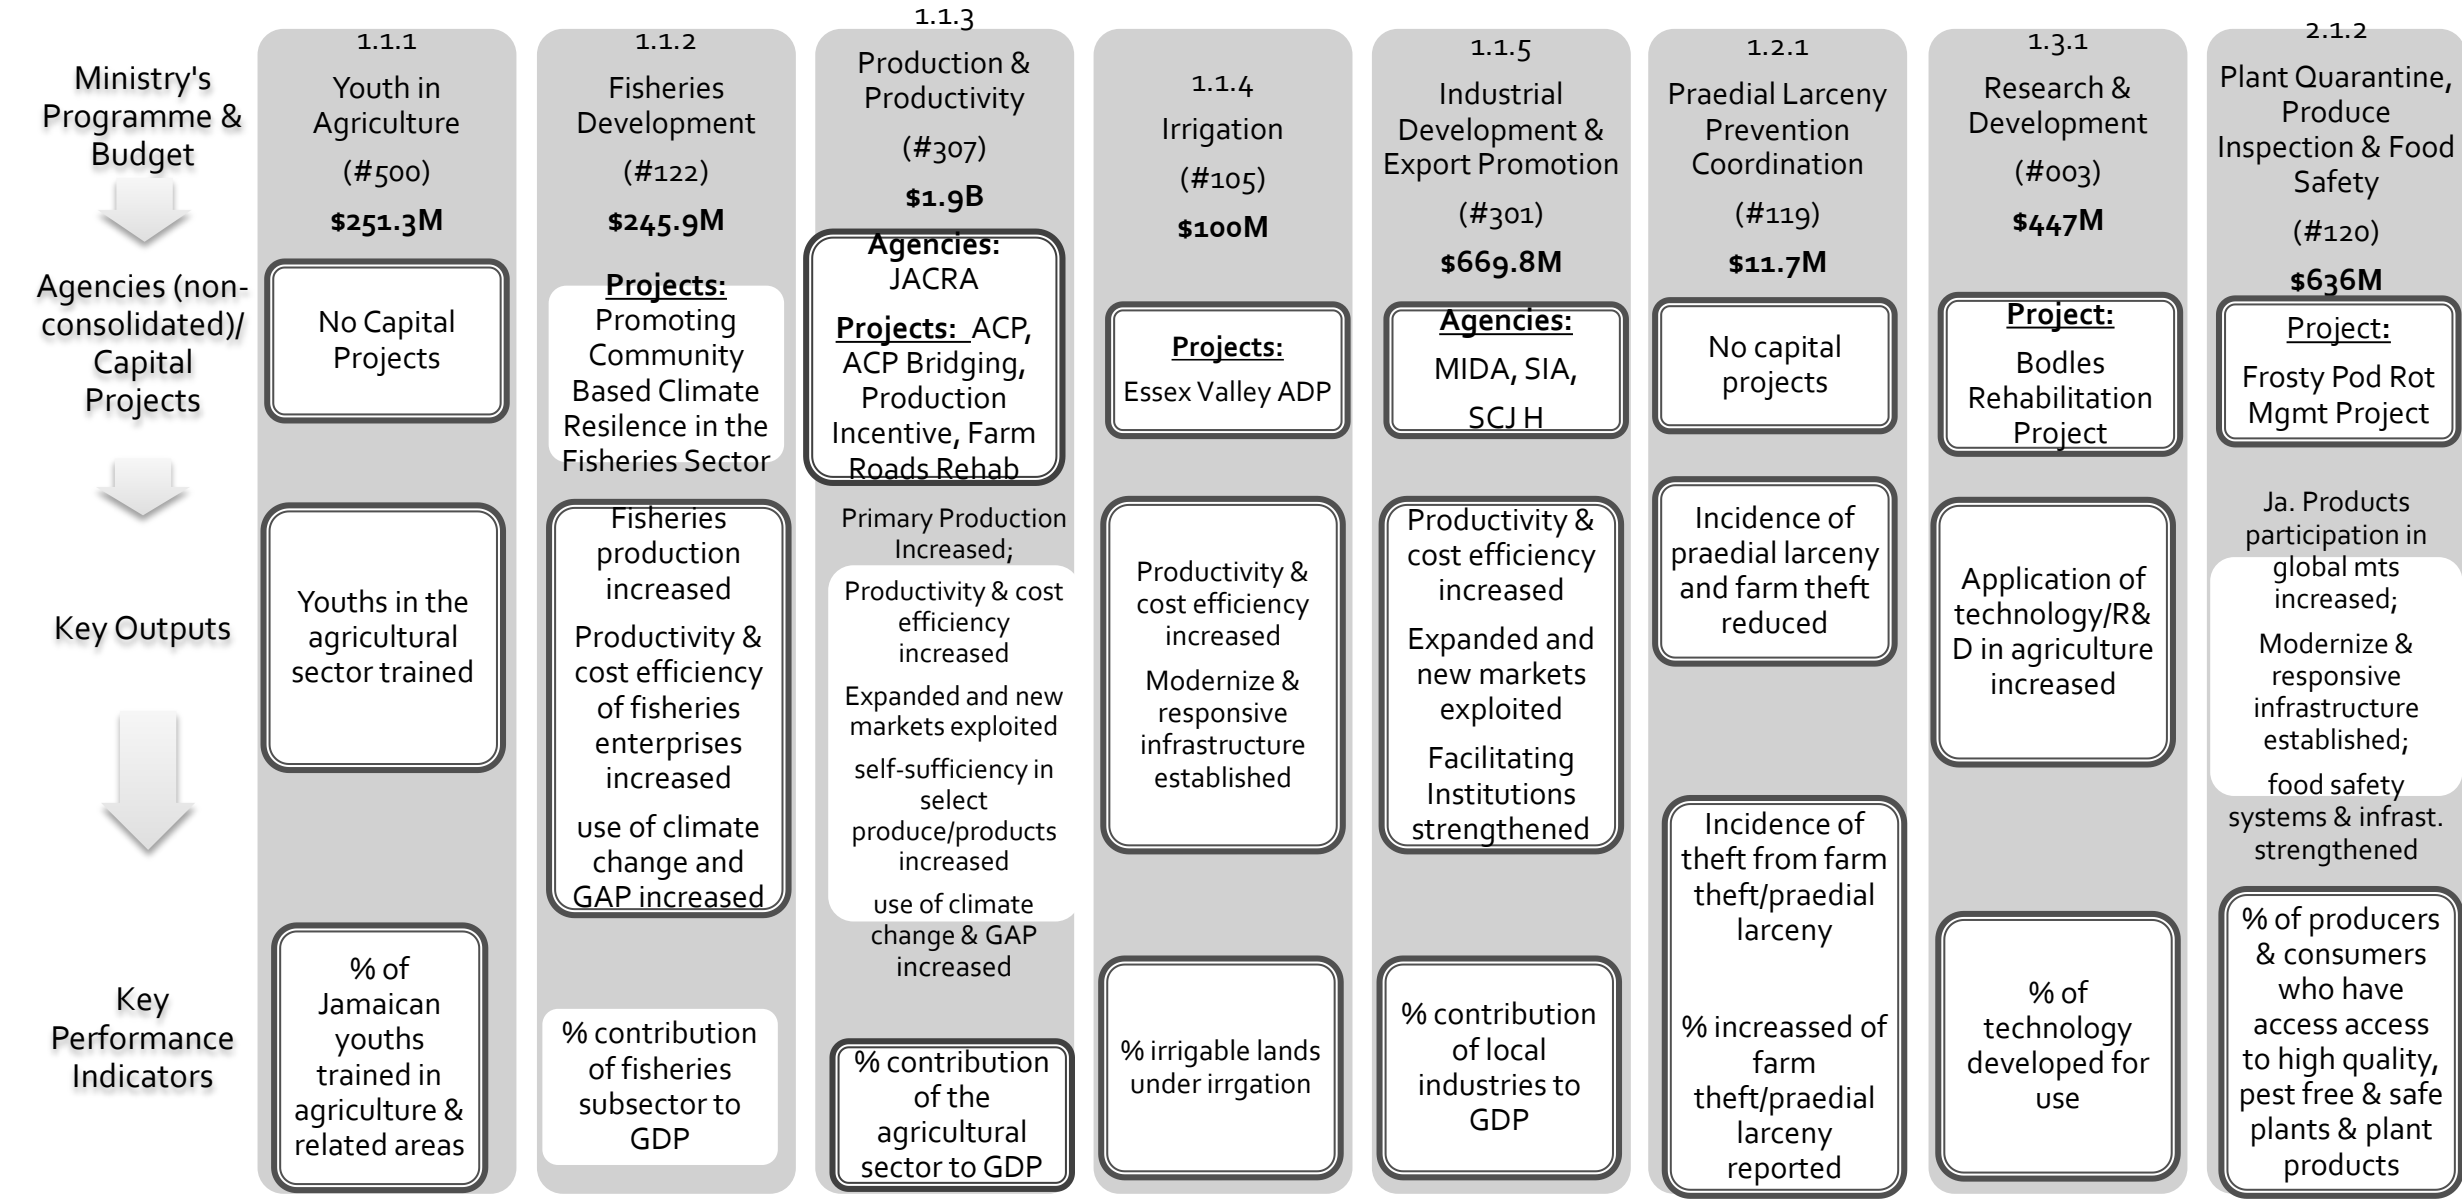 Ministry's
Programme &
Budget
Agencies (non-
consolidated)/
Capital
Projects
Key Outputs
Key
Performance
Indicators
1.1.1
Youth in
Agriculture
(#500)
$251.3M
No Capital
Projects
Youths in the
agricultural
sector trained
% of
Jamaican
youths
trained in
agriculture &
related areas
1.1.2
Fisheries
Development
(#122)
$245.9M
Projects:
Promoting
Community
Based Climate
Resilence in the
Fisheries Sector
Fisheries
production
increased
Productivity &
cost efficiency
of fisheries
enterprises
increased
use of climate
change and
GAP increased
% contribution
of fisheries
subsector to
GDP
1.1.3
Production &
Productivity
(#307)
$1.9B
Agencies:
JACRA
Projects: ACP,
ACP Bridging,
Production
Incentive, Farm
Roads Rehab
Primary Production
Increased;
Productivity & cost
efficiency
increased
Expanded and new
markets exploited
self-sufficiency in
select
produce/products
increased
use of climate
change & GAP
increased
% contribution
of the
agricultural
sector to GDP
1.1.4
Irrigation
(#105)
$100M
Projects:
Essex Valley ADP
Productivity &
cost efficiency
increased
Modernize &
responsive
infrastructure
established
% irrigable lands
under irrgation
1.1.5
Industrial
Development &
Export Promotion
(#301)
$669.8M
Agencies:
MIDA, SIA,
SCJ H
Productivity &
cost efficiency
increased
Expanded and
new markets
exploited
Facilitating
Institutions
strengthened
% contribution
of local
industries to
GDP
1.2.1
Praedial Larceny
Prevention
Coordination
(#119)
$11.7M
No capital
projects
Incidence of
praedial larceny
and farm theft
reduced
Incidence of
theft from farm
theft/praedial
larceny
% increassed of
farm
theft/praedial
larceny
reported
1.3.1
Research &
Development
(#003)
$447M
Project:
Bodles
Rehabilitation
Project
Application of
technology/R&
D in agriculture
increased
% of
technology
developed for
use
2.1.2
Plant Quarantine,
Produce
Inspection & Food
Safety
(#120)
$636M
Project:
Frosty Pod Rot
Mgmt Project
Ja. Products
participation in
global mts
increased;
Modernize &
responsive
infrastructure
established;
food safety
systems & infrast.
strengthened
% of producers
& consumers
who have
access access
to high quality,
pest free & safe
plants & plant
products